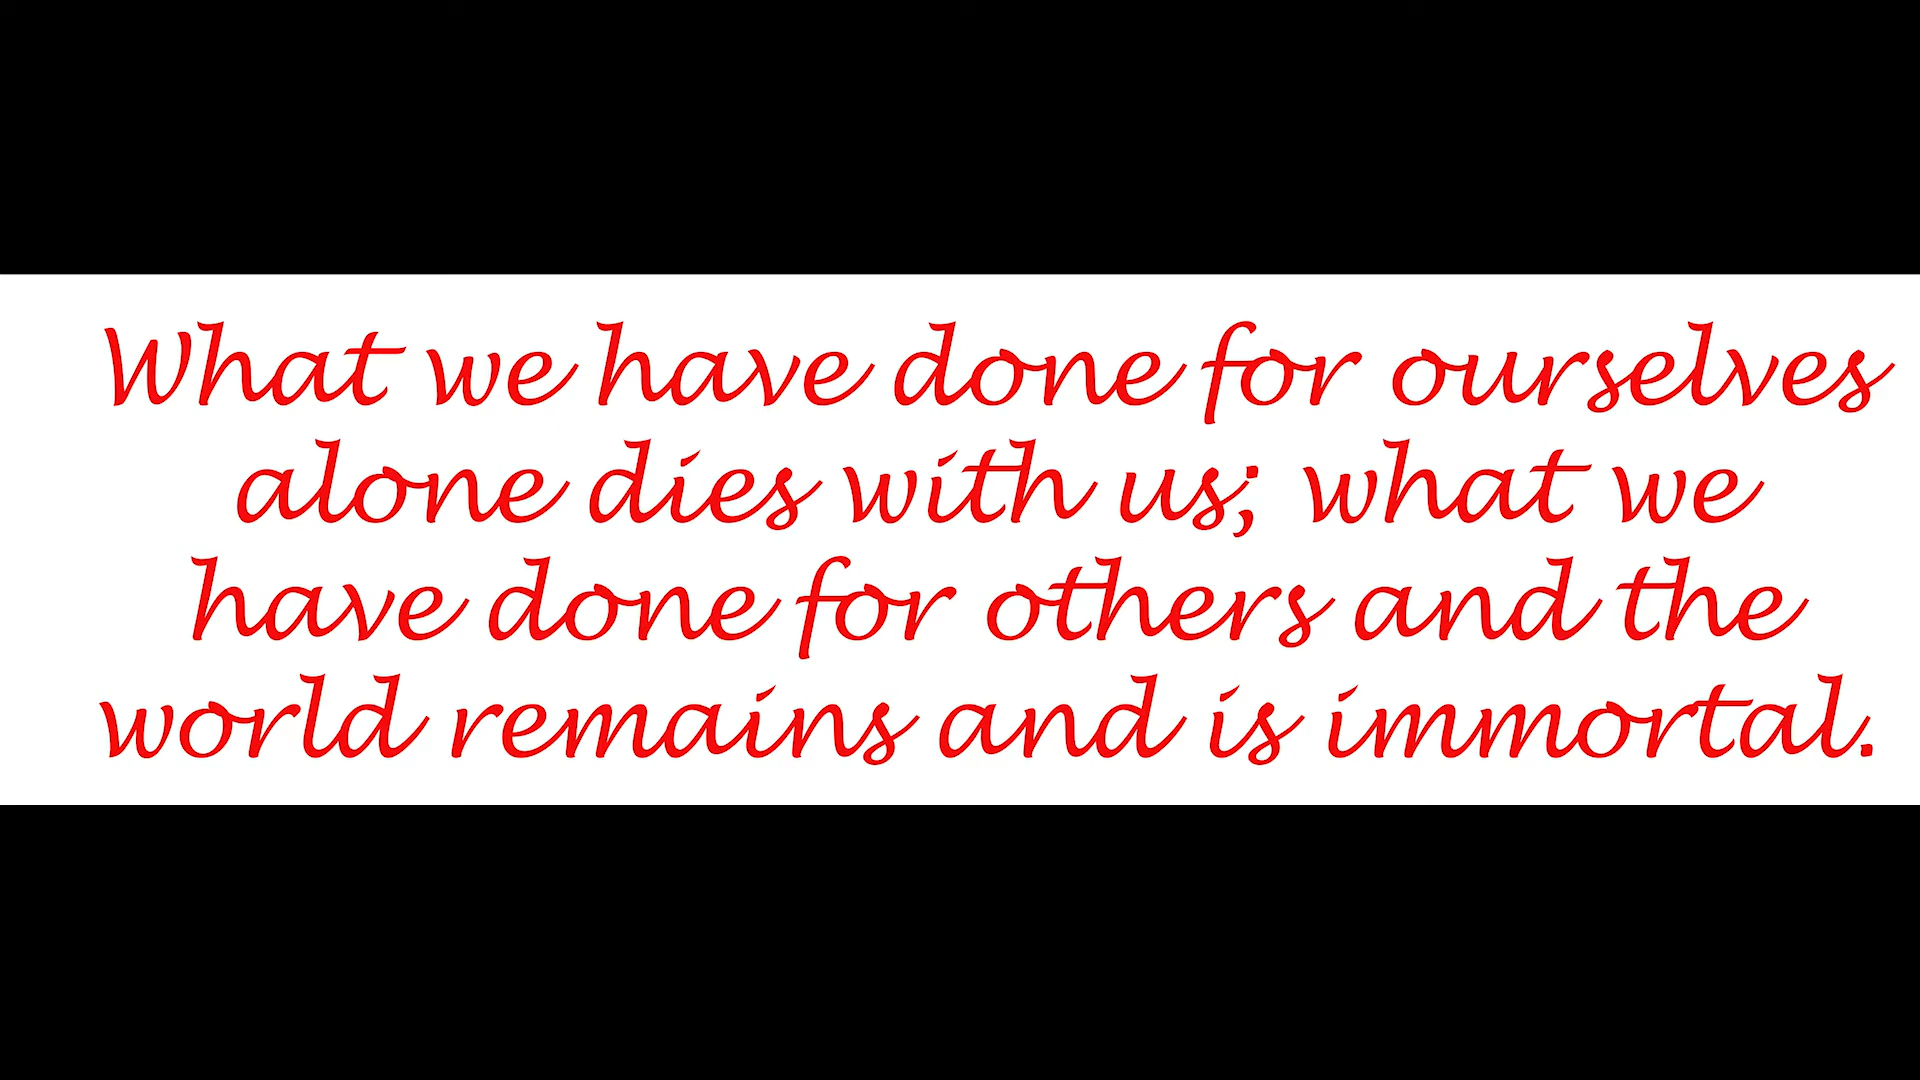 What we have done for ourselves
alone dies with us; what we
have done for others and the
world remains and is immortal.